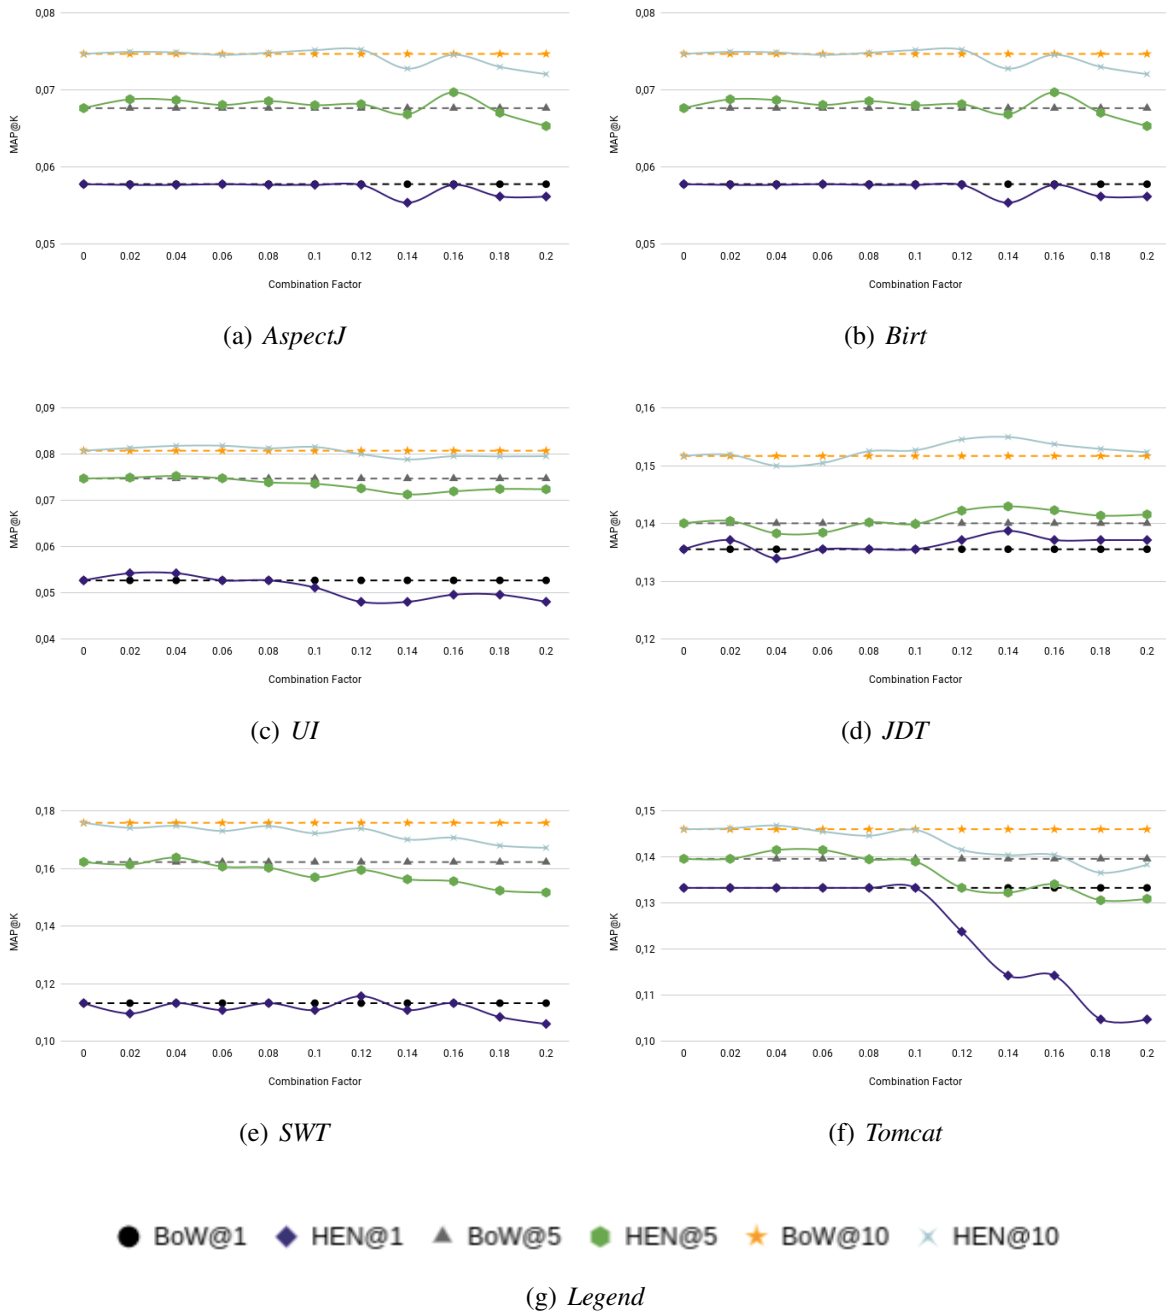 0,08
0,07
0,06
0,05
MAP@K
0 0.02 0.04 0.06 0.08 0.1 0.12 0.14 0.16 0.18 0.2
Combination Factor
(a) AspectJ
0,08
0,07
0,06
0,05
MAP@K
0 0.02 0.04 0.06 0.08 0.1 0.12 0.14 0.16 0.18 0.2
Combination Factor
(b) Birt
0,09
0,08
0,07
0,06
0,05
0,04
MAP@K
0 0.02 0.04 0.06 0.08 0.1 0.12 0.14 0.16 0.18 0.2
Combination Factor
(c) UI
0,16
0,15
0,14
0,13
0,12
MAP@K
0 0.02 0.04 0.06 0.08 0.1 0.12 0.14 0.16 0.18 0.2
Combination Factor
(d) JDT
0,18
0,16
0,14
0,12
0,10
MAP@K
0 0.02 0.04 0.06 0.08 0.1 0.12 0.14 0.16 0.18 0.2
Combination Factor
(e) SWT
0,15
0,14
0,13
0,12
0,11
0,10
MAP@K
0 0.02 0.04 0.06 0.08 0.1 0.12 0.14 0.16 0.18 0.2
Combination Factor
(f) Tomcat
BoW@1 HEN@1 BoW@5 HEN@5 BoW@10 HEN@10
(g) Legend